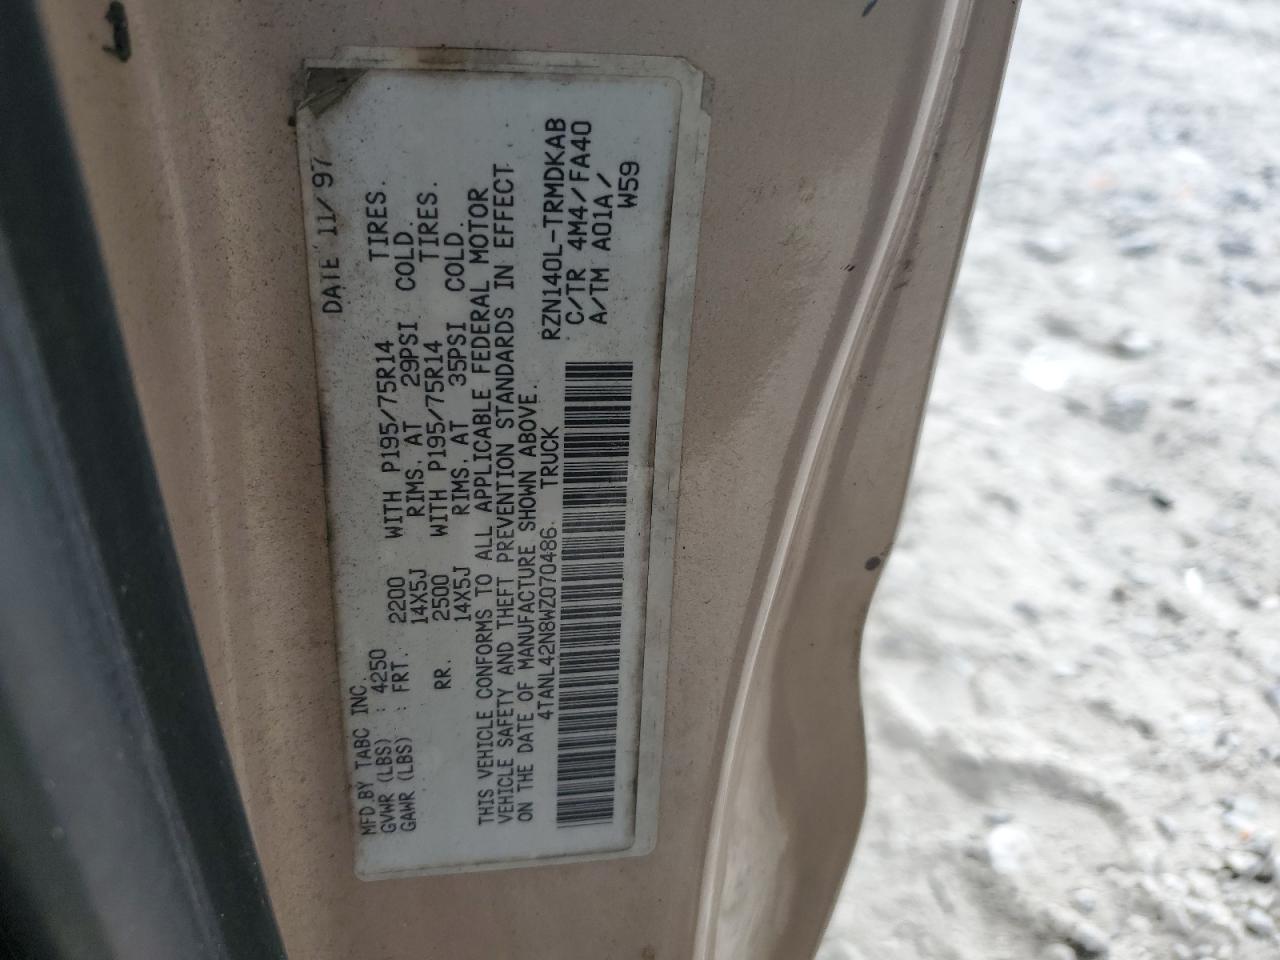 MFD.BY TABC INC. DATE 11/97
GVWR (LBS) : 4250
GAWR (LBS) : FRT. 2200 WITH P195/75R14 TIRES.
14X5J RIMS. AT 29PSI COLD.
RR. 2500 WITH P195/75R14 TIRES.
14X5J RIMS. AT 35PSI COLD.
THIS VEHICLE CONFORMS TO ALL APPLICABLE FEDERAL MOTOR
VEHICLE SAFETY AND THEFT PREVENTION STANDARDS IN EFFECT
ON THE DATE OF MANUFACTURE SHOWN ABOVE.
4TANL42N8WZ070486 TRUCK
RZN140L-TRMDKAB
C/TR 4M4/FA40
A/TM A01A/
W59